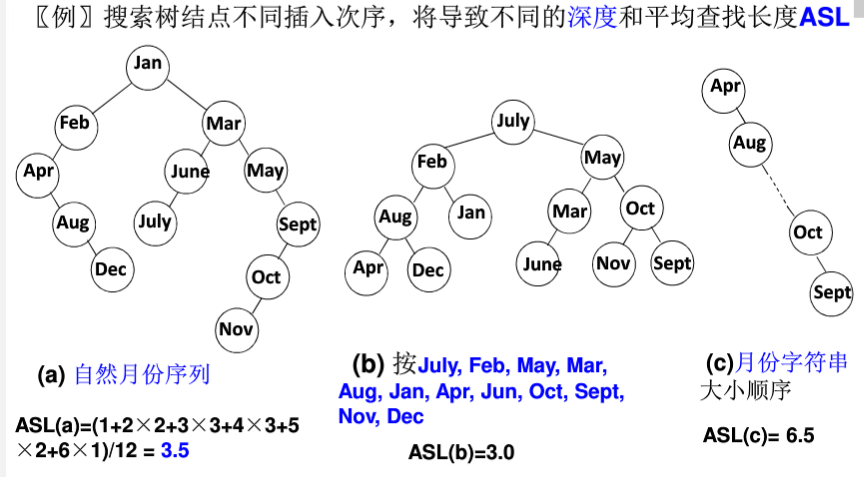 〖例〗搜索树结点不同插入次序，将导致不同的深度和平均查找长度ASL
Jan
Feb
Mar
Apr
June
May
Aug
July
Sept
Dec
Oct
Nov
(a) 自然月份序列
ASL(a)=(1+2×2+3×3+4×3+5
×2+6×1)/12 = 3.5
July
Feb
May
Aug
Jan
Mar
Oct
Apr
Dec
June
Nov
Sept
(b) 按July, Feb, May, Mar,
Aug, Jan, Apr, Jun, Oct, Sept,
Nov, Dec
ASL(b)=3.0
Apr
Aug
Oct
Sept
(c)月份字符串
大小顺序
ASL(c)= 6.5